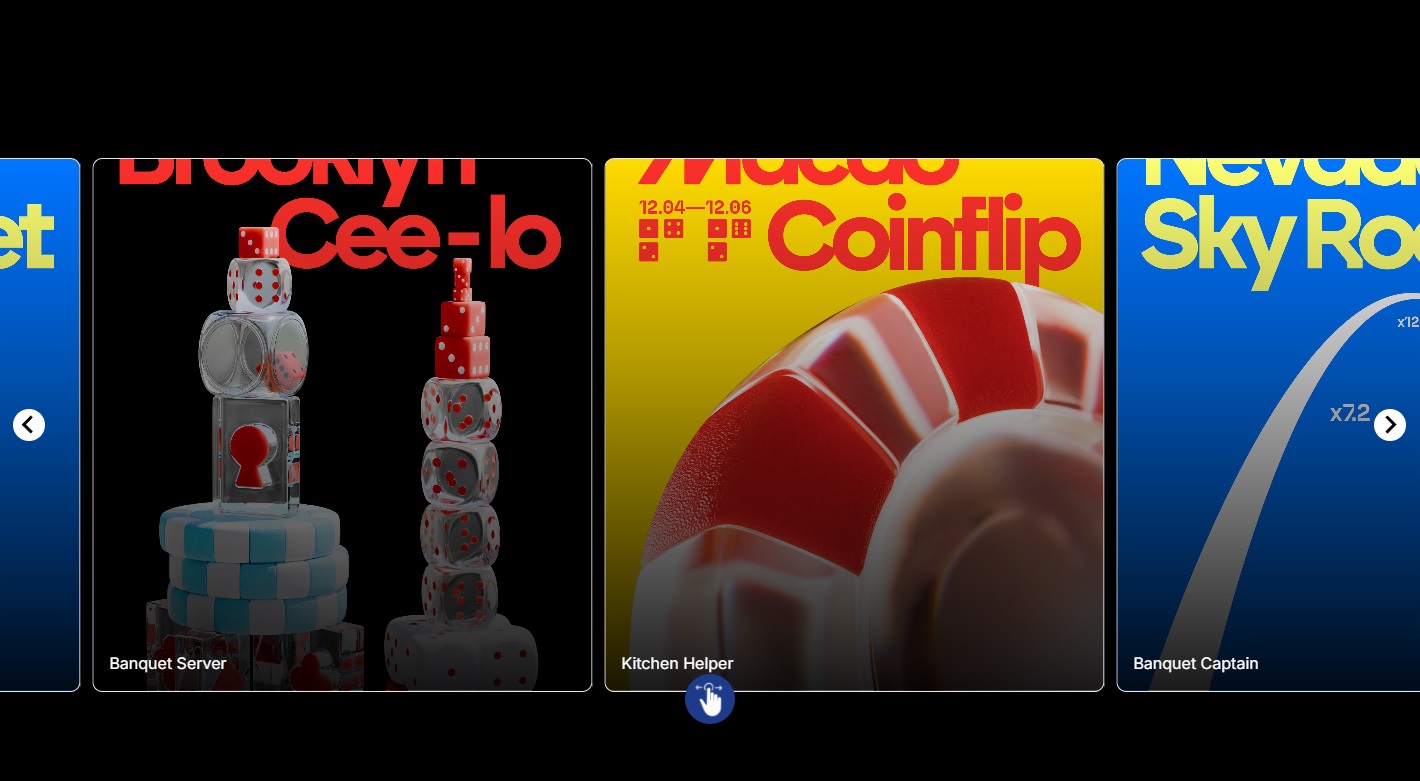 et
Brooklyn
Cee-lo
Banquet Server
Macao
12.04—12.06
Coinflip
Kitchen Helper
Nevad
Sky Ro
x12
x7.2
Banquet Captain